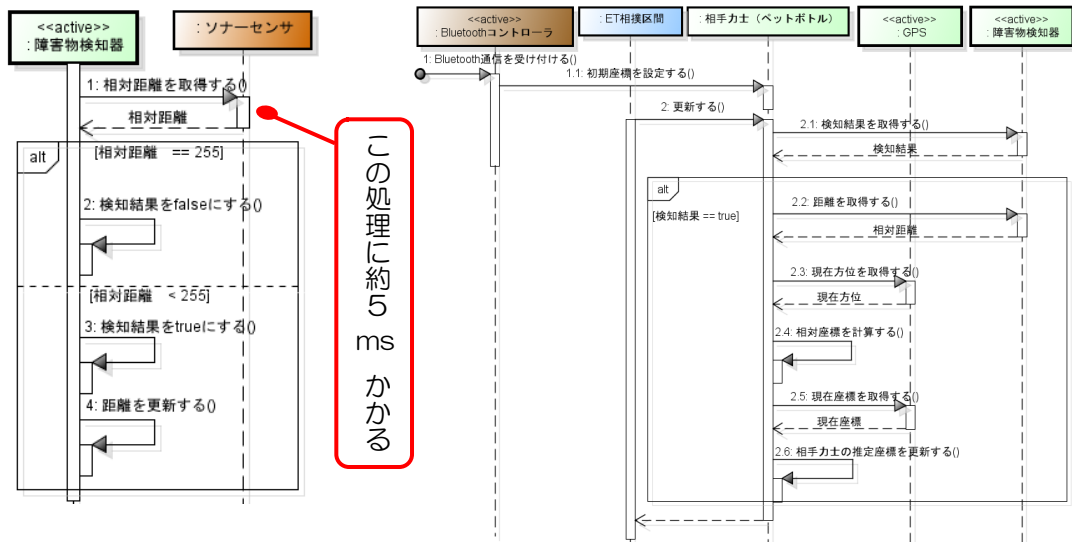 <<active>>
: 障害物検知器
: ソナーセンサ
1: 相対距離を取得する()
相対距離
alt
[相対距離 == 255]
2: 検知結果をfalseにする()
[相対距離 < 255]
3: 検知結果をtrueにする()
4: 距離を更新する()
この処理に約5 ms かかる
<<active>>
: Bluetoothコントローラ
: ET相撲区間
: 相手力士（ペットボトル）
<<active>>
: GPS
<<active>>
: 障害物検知器
1: Bluetooth通信を受け付ける()
1.1: 初期座標を設定する()
2: 更新する()
2.1: 検知結果を取得する()
検知結果
alt
[検知結果 == true]
2.2: 距離を取得する()
相対距離
2.3: 現在方位を取得する()
現在方位
2.4: 相対座標を計算する()
2.5: 現在座標を取得する()
現在座標
2.6: 相手力士の推定座標を更新する()